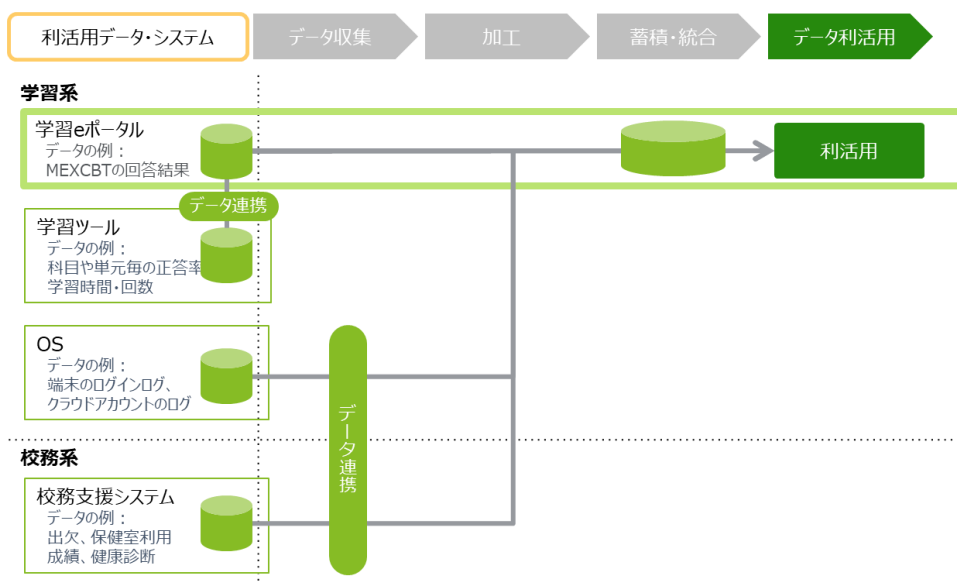 利活用データ・システム
データ収集
加工
蓄積・統合
データ利活用
学習系
学習eポータル
データの例：
MEXCBTの回答結果
利活用
データ連携
学習ツール
データの例：
科目や単元毎の正答率
学習時間・回数
OS
データの例：
端末のログインログ、
クラウドアカウントのログ
データ連携
校務系
校務支援システム
データの例：
出欠、保健室利用
成績、健康診断